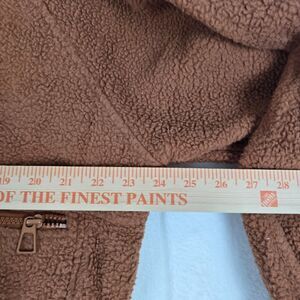 19 20 21 22 23 24 25 26 27 28
OF THE FINEST PAINTS